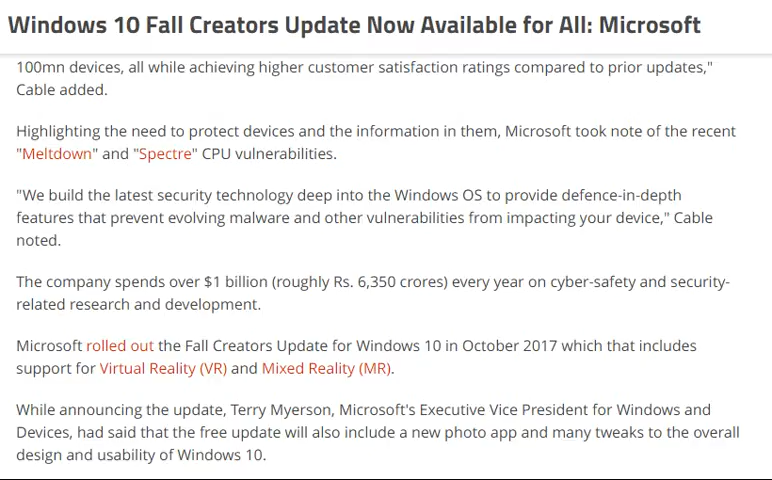 Windows 10 Fall Creators Update Now Available for All: Microsoft
100mn devices, all while achieving higher customer satisfaction ratings compared to prior updates,"
Cable added.
Highlighting the need to protect devices and the information in them, Microsoft took note of the recent
"Meltdown" and "Spectre" CPU vulnerabilities.
"We build the latest security technology deep into the Windows OS to provide defence-in-depth
features that prevent evolving malware and other vulnerabilities from impacting your device," Cable
noted.
The company spends over $1 billion (roughly Rs. 6,350 crores) every year on cyber-safety and security-
related research and development.
Microsoft rolled out the Fall Creators Update for Windows 10 in October 2017 which that includes
support for Virtual Reality (VR) and Mixed Reality (MR).
While announcing the update, Terry Myerson, Microsoft's Executive Vice President for Windows and
Devices, had said that the free update will also include a new photo app and many tweaks to the overall
design and usability of Windows 10.